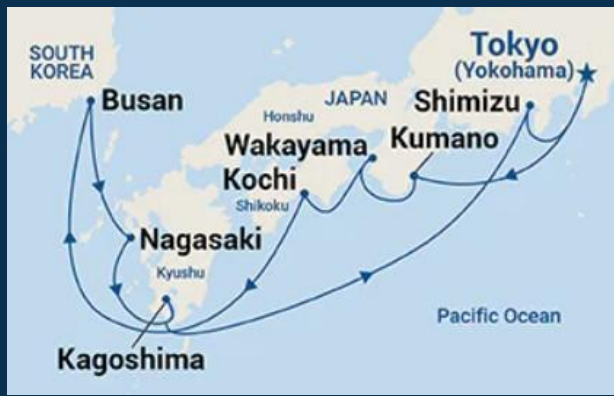 SOUTH
KOREA
Busan
Tokyo
(Yokohama)
JAPAN
Shimizu
Honshu
Wakayama
Kumano
Kochi
Shikoku
Nagasaki
Kyushu
Pacific Ocean
Kagoshima